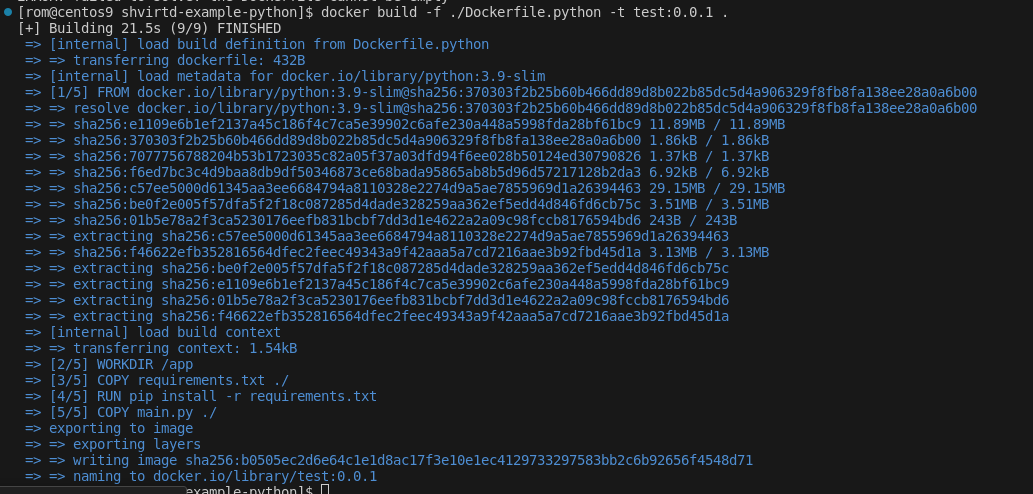 [rom@centos9 shvirtd-example-python]$ docker build -f ./Dockerfile.python -t test:0.0.1 .
[+] Building 21.5s (9/9) FINISHED
=> [internal] load build definition from Dockerfile.python
=> => transferring dockerfile: 432B
=> [internal] load metadata for docker.io/library/python:3.9-slim
=> [1/5] FROM docker.io/library/python:3.9-slim@sha256:370303f2b25b60b466dd89d8b022b85dc5d4a906329f8fb8fa138ee28a0a6b00
=> => resolve docker.io/library/python:3.9-slim@sha256:370303f2b25b60b466dd89d8b022b85dc5d4a906329f8fb8fa138ee28a0a6b00
=> => sha256:e1109e6b1ef2137a45c186f4c7ca5e39902c6afe230a448a5998fda28bf61bc9 11.89MB / 11.89MB
=> => sha256:370303f2b25b60b466dd89d8b022b85dc5d4a906329f8fb8fa138ee28a0a6b00 1.86kB / 1.86kB
=> => sha256:7077756788204b53b1723035c82a05f37a03dfd94f6ee028b50124ed30790826 1.37kB / 1.37kB
=> => sha256:f6ed7bc3c4d9baa8db9df50346873ce68bada95865ab8b5d96d57217128b2da3 6.92kB / 6.92kB
=> => sha256:c57ee5000d61345aa3ee6684794a8110328e2274d9a5ae7855969d1a26394463 29.15MB / 29.15MB
=> => sha256:be0f2e005f57dfa5f2f18c087285d4dade328259aa362ef5edd4d846fd6cb75c 3.51MB / 3.51MB
=> => sha256:01b5e78a2f3ca5230176eefb831bcbf7dd3d1e4622a2a09c98fccb8176594bd6 243B / 243B
=> => extracting sha256:c57ee5000d61345aa3ee6684794a8110328e2274d9a5ae7855969d1a26394463
=> => sha256:f46622efb352816564dfec2feec49343a9f42aaa5a7cd7216aae3b92fbd45d1a 3.13MB / 3.13MB
=> => extracting sha256:be0f2e005f57dfa5f2f18c087285d4dade328259aa362ef5edd4d846fd6cb75c
=> => extracting sha256:e1109e6b1ef2137a45c186f4c7ca5e39902c6afe230a448a5998fda28bf61bc9
=> => extracting sha256:01b5e78a2f3ca5230176eefb831bcbf7dd3d1e4622a2a09c98fccb8176594bd6
=> => extracting sha256:f46622efb352816564dfec2feec49343a9f42aaa5a7cd7216aae3b92fbd45d1a
=> [internal] load build context
=> => transferring context: 1.54kB
=> [2/5] WORKDIR /app
=> [3/5] COPY requirements.txt ./
=> [4/5] RUN pip install -r requirements.txt
=> [5/5] COPY main.py ./
=> exporting to image
=> => exporting layers
=> => writing image sha256:b0505ec2d6e64c1e1d8ac17f3e10e1ec4129733297583bb2c6b92656f4548d71
=> => naming to docker.io/library/test:0.0.1
example-python]$